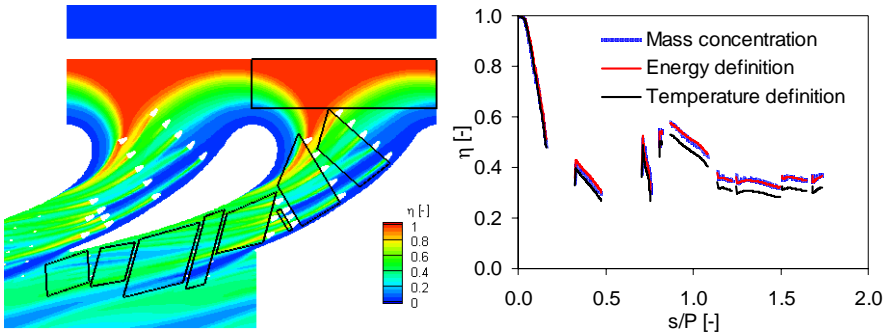 η [-]
1
0.8
0.6
0.4
0.2
0
1.0
0.8
0.6
0.4
0.2
0.0
η [-]
Mass concentration
Energy definition
Temperature definition
0.0 0.5 1.0 1.5 2.0
s/P [-]